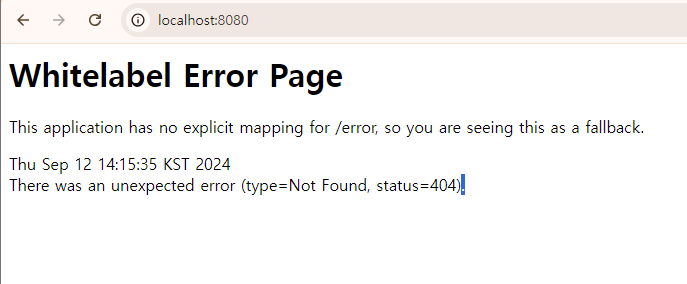 localhost:8080
Whitelabel Error Page
This application has no explicit mapping for /error, so you are seeing this as a fallback.
Thu Sep 12 14:15:35 KST 2024
There was an unexpected error (type=Not Found, status=404).